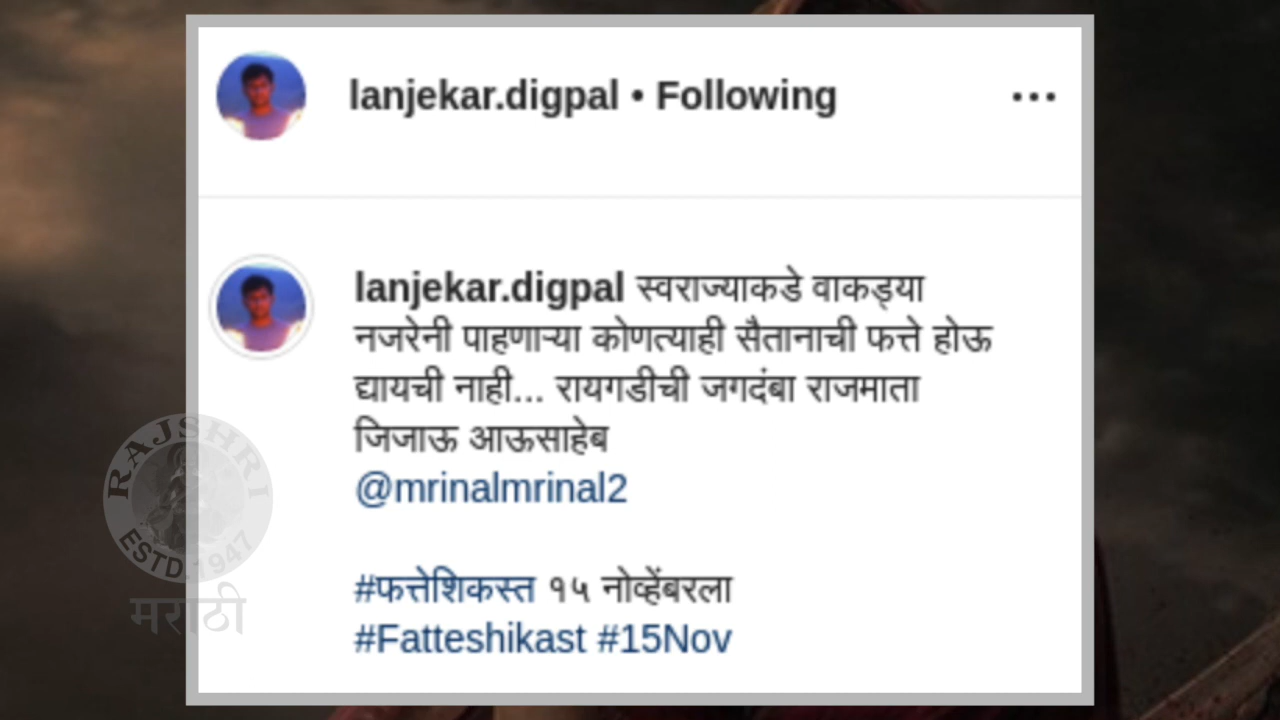 lanjekar.digpal • Following
lanjekar.digpal स्वराज्याकडे वाकड्या
नजरेनी पाहणाऱ्या कोणत्याही सैतानाची फत्ते होऊ
द्यायची नाही... रायगडीची जगदंबा राजमाता
जिजाऊ आऊसाहेब
@mrinalmrinal2
#फत्तेशिकस्त १५ नोव्हेंबरला
#Fatteshikast #15Nov
RAJSHRI
ESTD.1947
मराठी